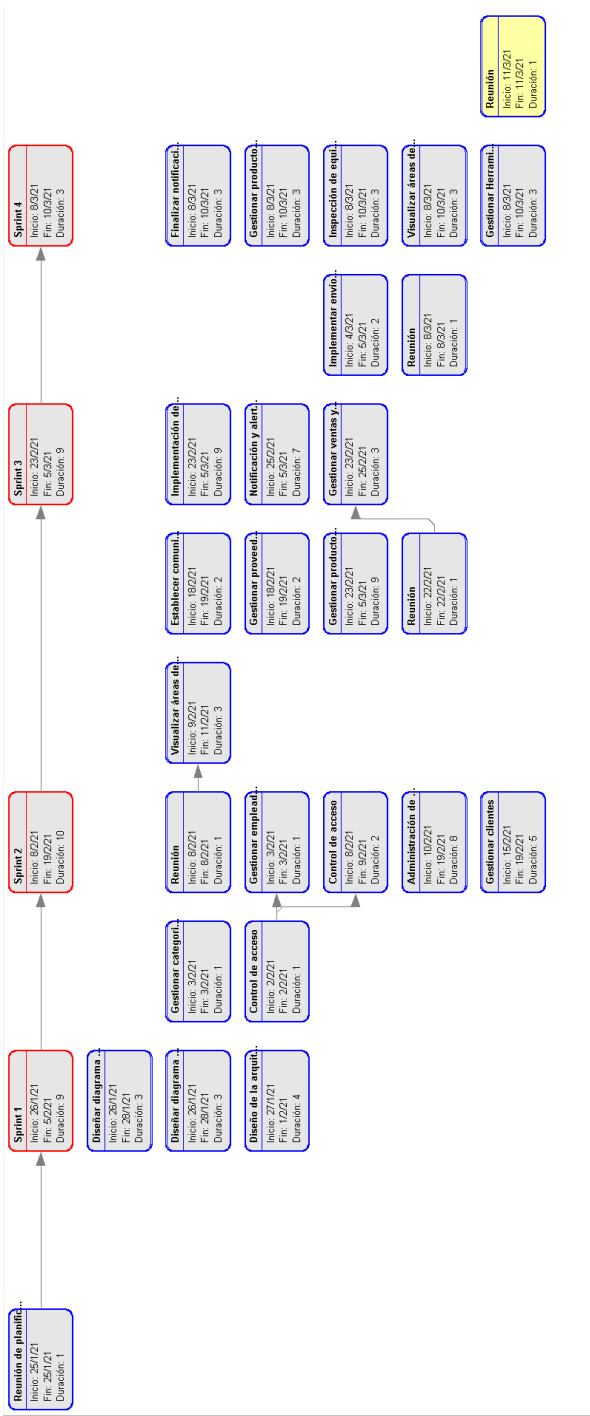 Reunión de planific...
Inicio: 25/1/21
Fin: 25/1/21
Duración: 1
Sprint 1
Inicio: 26/1/21
Fin: 5/2/21
Duración: 9
Sprint 2
Inicio: 8/2/21
Fin: 19/2/21
Duración: 10
Sprint 3
Inicio: 23/2/21
Fin: 5/3/21
Duración: 9
Sprint 4
Inicio: 8/3/21
Fin: 10/3/21
Duración: 3
Diseñar diagrama ...
Inicio: 26/1/21
Fin: 28/1/21
Duración: 3
Diseñar diagrama ...
Inicio: 26/1/21
Fin: 28/1/21
Duración: 3
Gestionar categori...
Inicio: 3/2/21
Fin: 3/2/21
Duración: 1
Reunión
Inicio: 8/2/21
Fin: 8/2/21
Duración: 1
Visualizar áreas de...
Inicio: 9/2/21
Fin: 11/2/21
Duración: 3
Establecer comuni...
Inicio: 18/2/21
Fin: 19/2/21
Duración: 2
Implementación de...
Inicio: 23/2/21
Fin: 5/3/21
Duración: 9
Finalizar notificaci...
Inicio: 8/3/21
Fin: 10/3/21
Duración: 3
Diseño de la arquit...
Inicio: 27/1/21
Fin: 1/2/21
Duración: 4
Control de acceso
Inicio: 2/2/21
Fin: 2/2/21
Duración: 1
Gestionar emplead...
Inicio: 3/2/21
Fin: 3/2/21
Duración: 1
Gestionar proveed...
Inicio: 18/2/21
Fin: 19/2/21
Duración: 2
Notificación y alert...
Inicio: 25/2/21
Fin: 5/3/21
Duración: 7
Gestionar producto...
Inicio: 8/3/21
Fin: 10/3/21
Duración: 3
Control de acceso
Inicio: 8/2/21
Fin: 9/2/21
Duración: 2
Gestionar producto...
Inicio: 23/2/21
Fin: 5/3/21
Duración: 9
Gestionar ventas y...
Inicio: 23/2/21
Fin: 25/2/21
Duración: 3
Implementar envío...
Inicio: 4/3/21
Fin: 5/3/21
Duración: 2
Inspección de equi...
Inicio: 8/3/21
Fin: 10/3/21
Duración: 3
Administración de ...
Inicio: 10/2/21
Fin: 19/2/21
Duración: 8
Reunión
Inicio: 22/2/21
Fin: 22/2/21
Duración: 1
Reunión
Inicio: 8/3/21
Fin: 8/3/21
Duración: 1
Visualizar áreas de...
Inicio: 8/3/21
Fin: 10/3/21
Duración: 3
Gestionar clientes
Inicio: 15/2/21
Fin: 19/2/21
Duración: 5
Gestionar Herrami...
Inicio: 8/3/21
Fin: 10/3/21
Duración: 3
Reunión
Inicio: 11/3/21
Fin: 11/3/21
Duración: 1